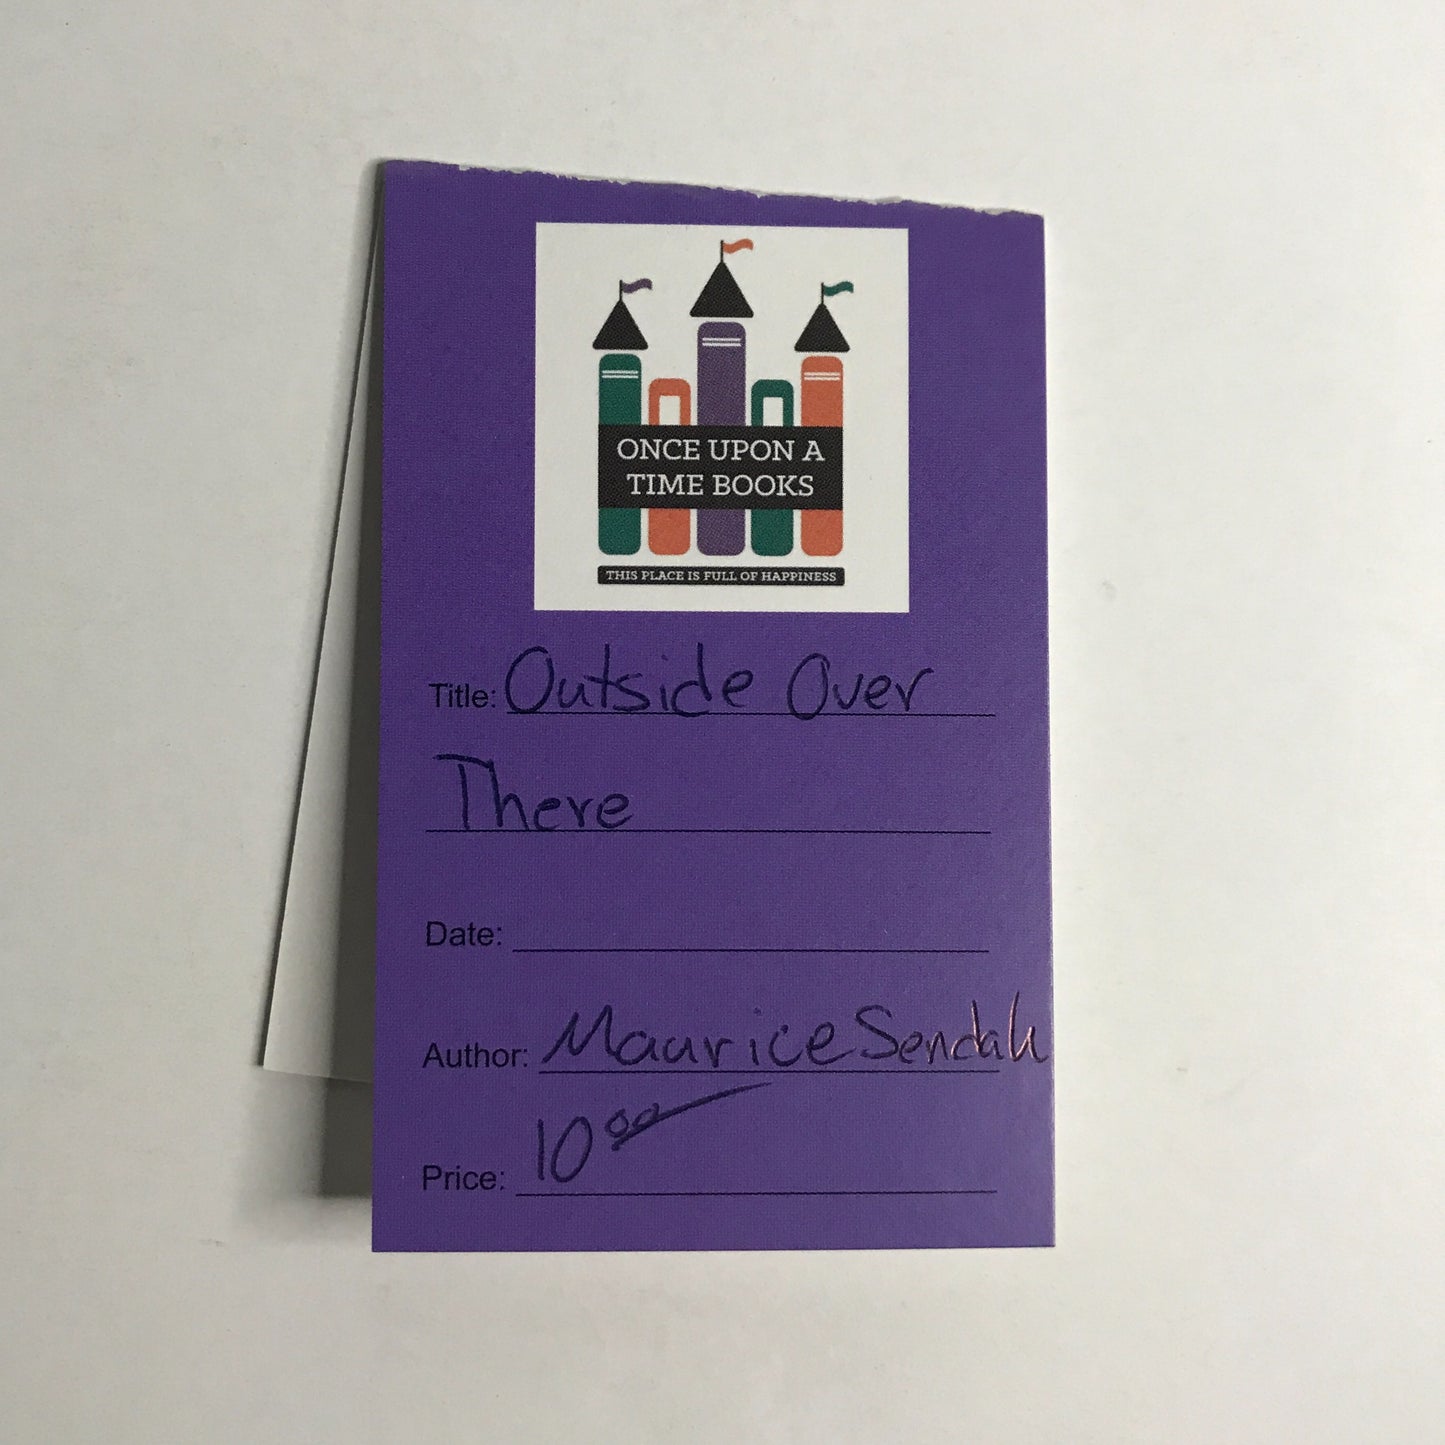 ONCE UPON A
TIME BOOKS
THIS PLACE IS FULL OF HAPPINESS
Title: Outside Over
There
Date:
Author: Maurice Sendak
Price: 10 00